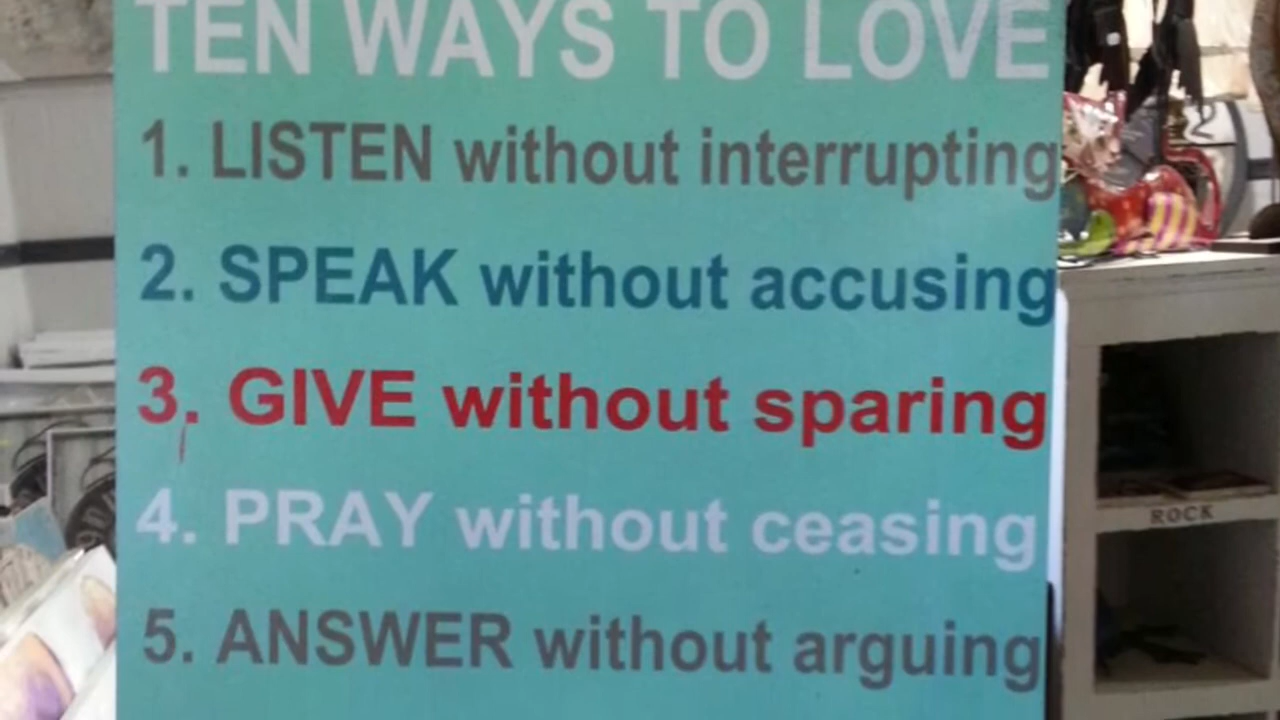 TEN WAYS TO LOVE
1. LISTEN without interrupting
2. SPEAK without accusing
3. GIVE without sparing
4. PRAY without ceasing
5. ANSWER without arguing
ROCK